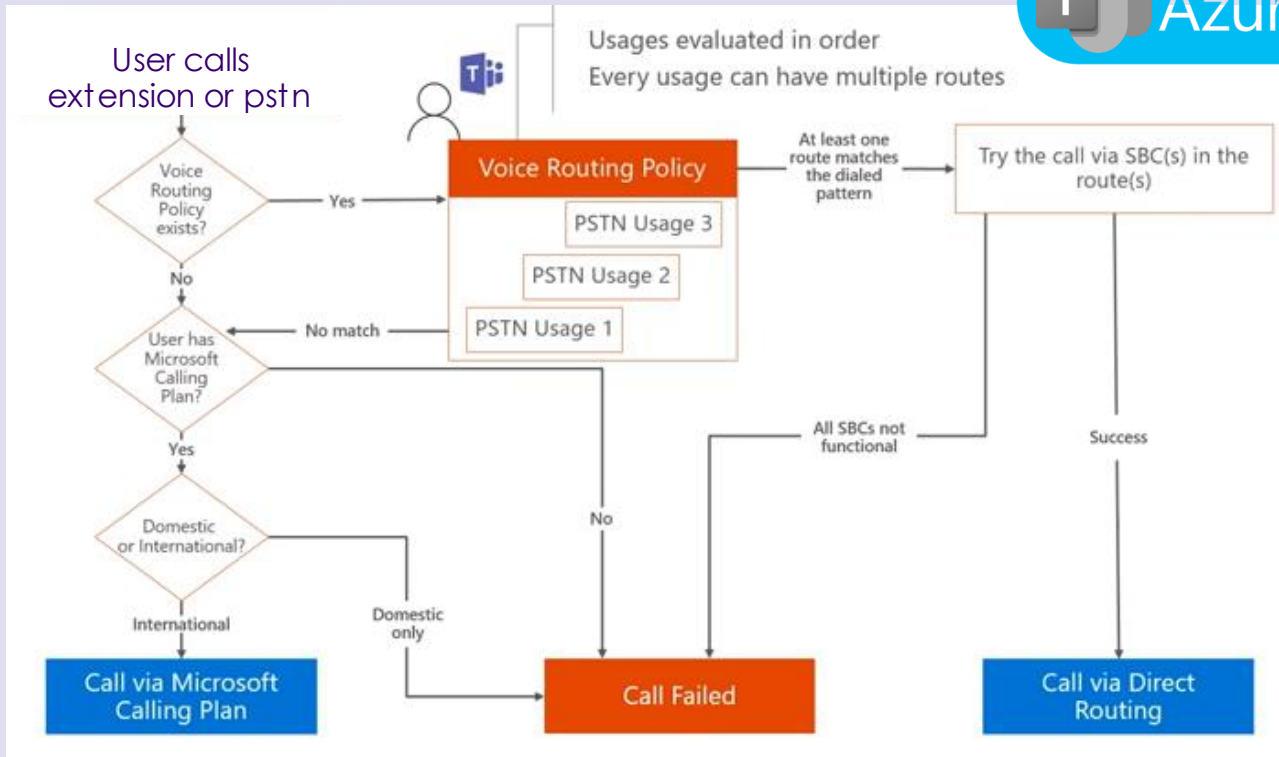 Azur
User calls
extension or pstn
T
Usages evaluated in order
Every usage can have multiple routes
Voice
Routing
Policy
exists?
Yes
Voice Routing Policy
At least one
route matches
the dialed
pattern
Try the call via SBC(s) in the
route(s)
PSTN Usage 3
PSTN Usage 2
PSTN Usage 1
No
No match
User has
Microsoft
Calling
Plan?
Yes
All SBCs not
functional
Success
No
Domestic
or International?
International
Domestic
only
Call via Microsoft
Calling Plan
Call Failed
Call via Direct
Routing